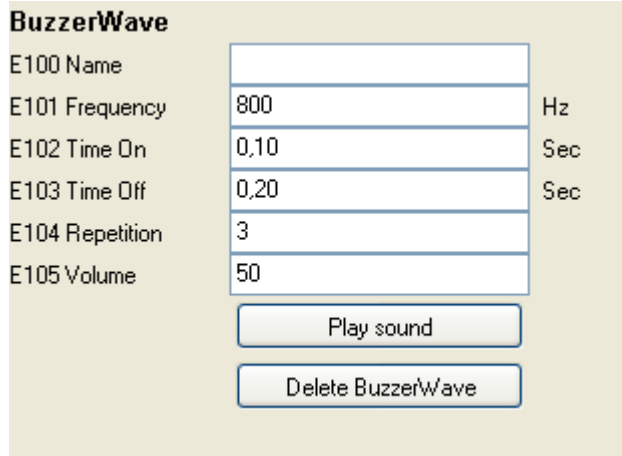 BuzzerWave
E100 Name
E101 Frequency 800 Hz
E102 Time On 0,10 Sec
E103 Time Off 0,20 Sec
E104 Repetition 3
E105 Volume 50
Play sound
Delete BuzzerWave